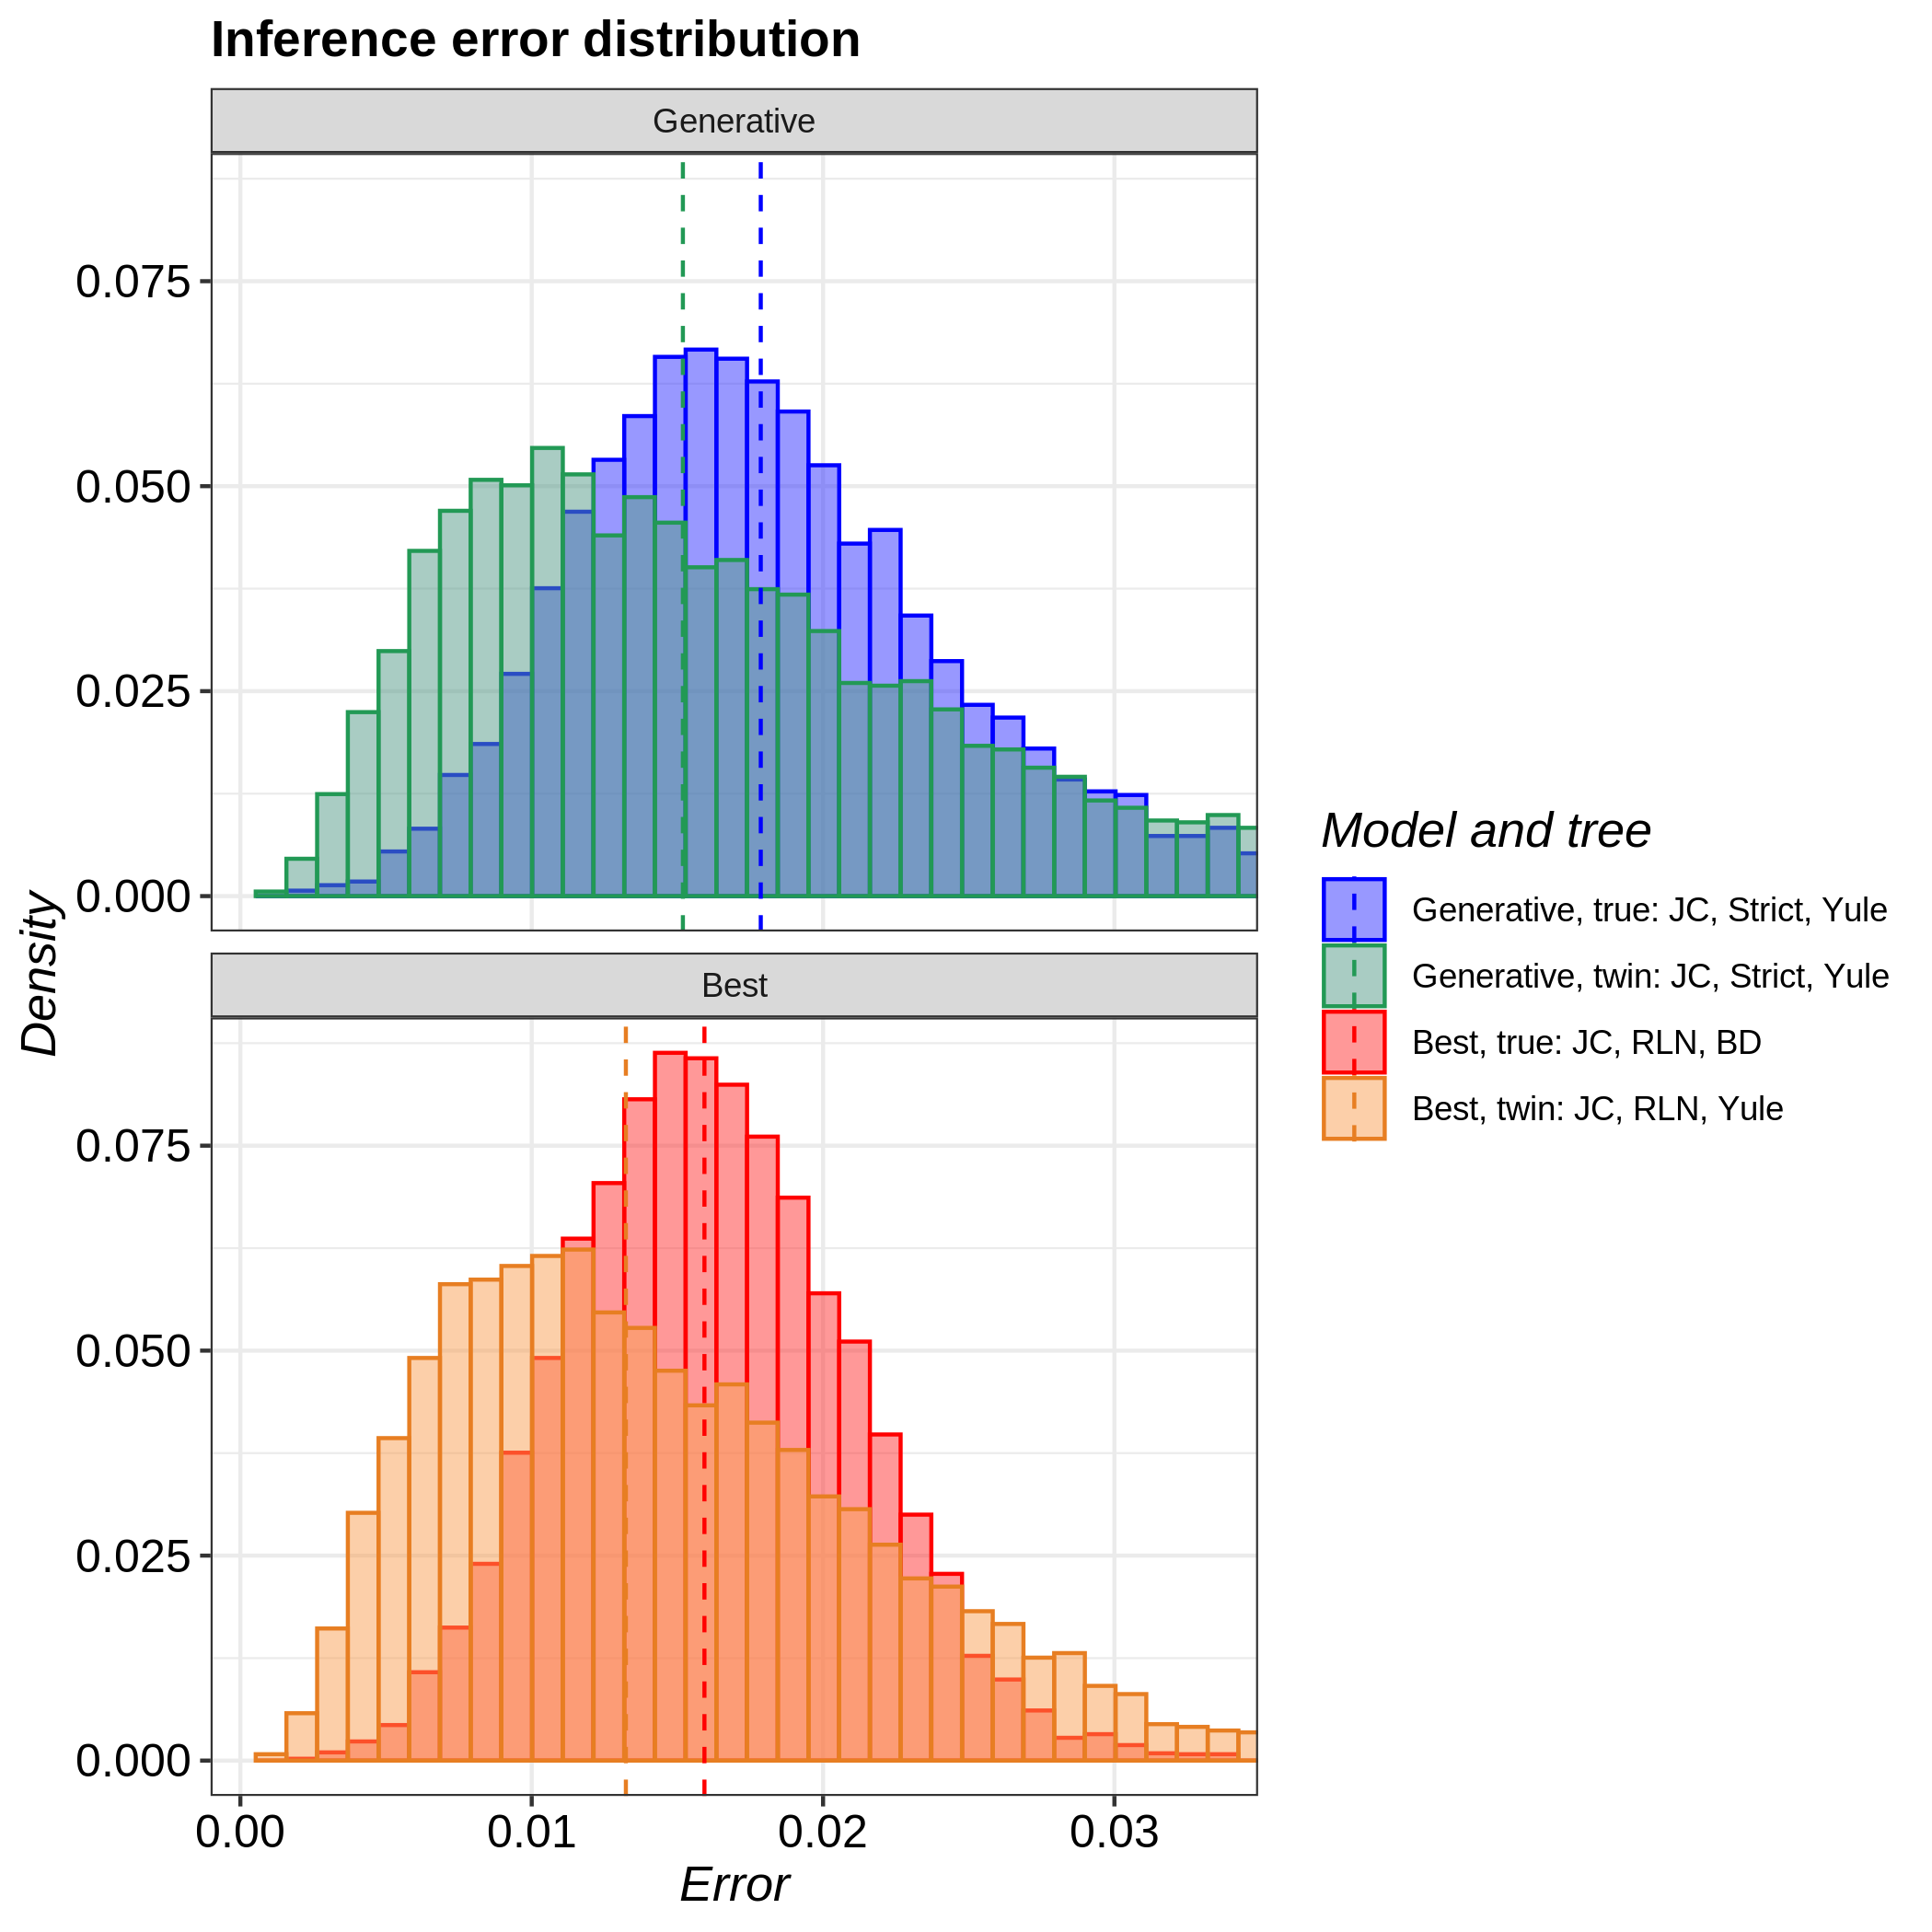 Inference error distribution
Generative
0.075
0.050
0.025
0.000
Best
0.075
0.050
0.025
0.000
0.00 0.01 0.02 0.03
Error
Density
Model and tree
Generative, true: JC, Strict, Yule
Generative, twin: JC, Strict, Yule
Best, true: JC, RLN, BD
Best, twin: JC, RLN, Yule